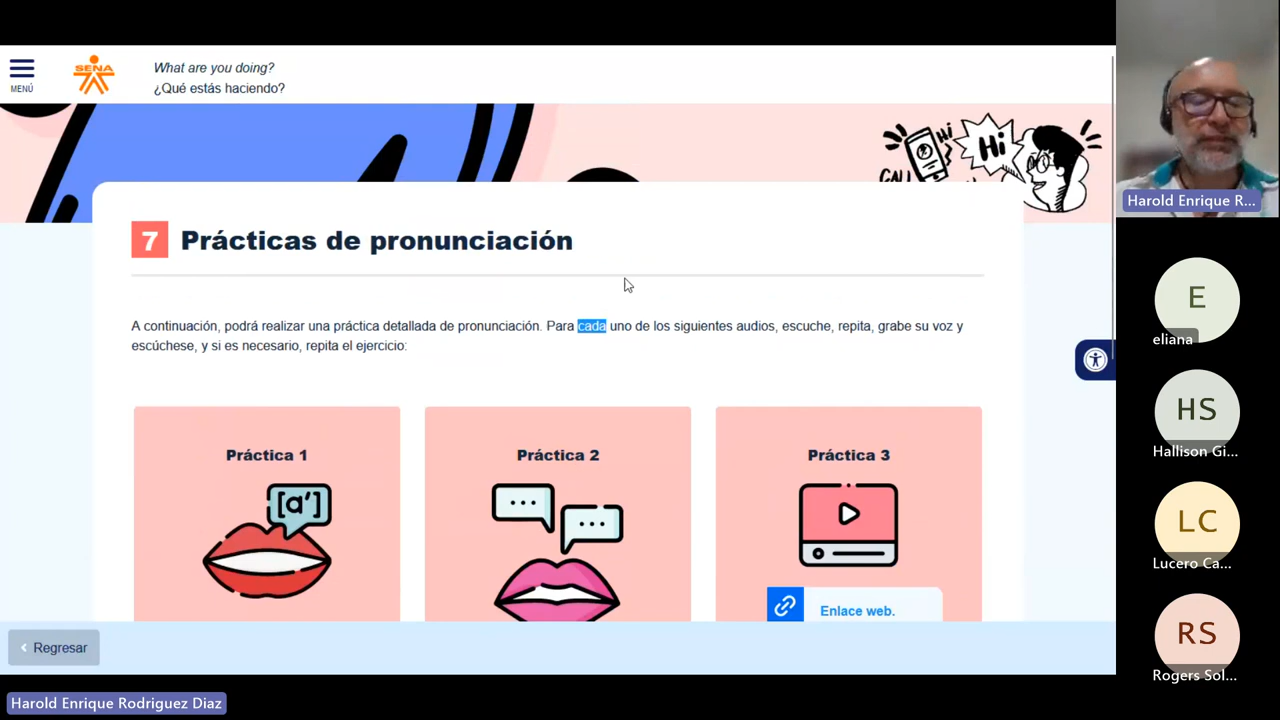 What are you doing?
MENÚ
SENA
¿Qué estás haciendo?
Hi
Hi
CALL
Harold Enrique R...
7 Prácticas de pronunciación
A continuación, podrá realizar una práctica detallada de pronunciación. Para cada uno de los siguientes audios, escuche, repita, grabe su voz y
escúchese, y si es necesario, repita el ejercicio:
E
eliana
HS
Hallison Gi...
Práctica 1
Práctica 2
Práctica 3
[a']
...
...
LC
Lucero Ca...
Enlace web.
RS
Rogers Sol...
Regresar
Harold Enrique Rodriguez Diaz